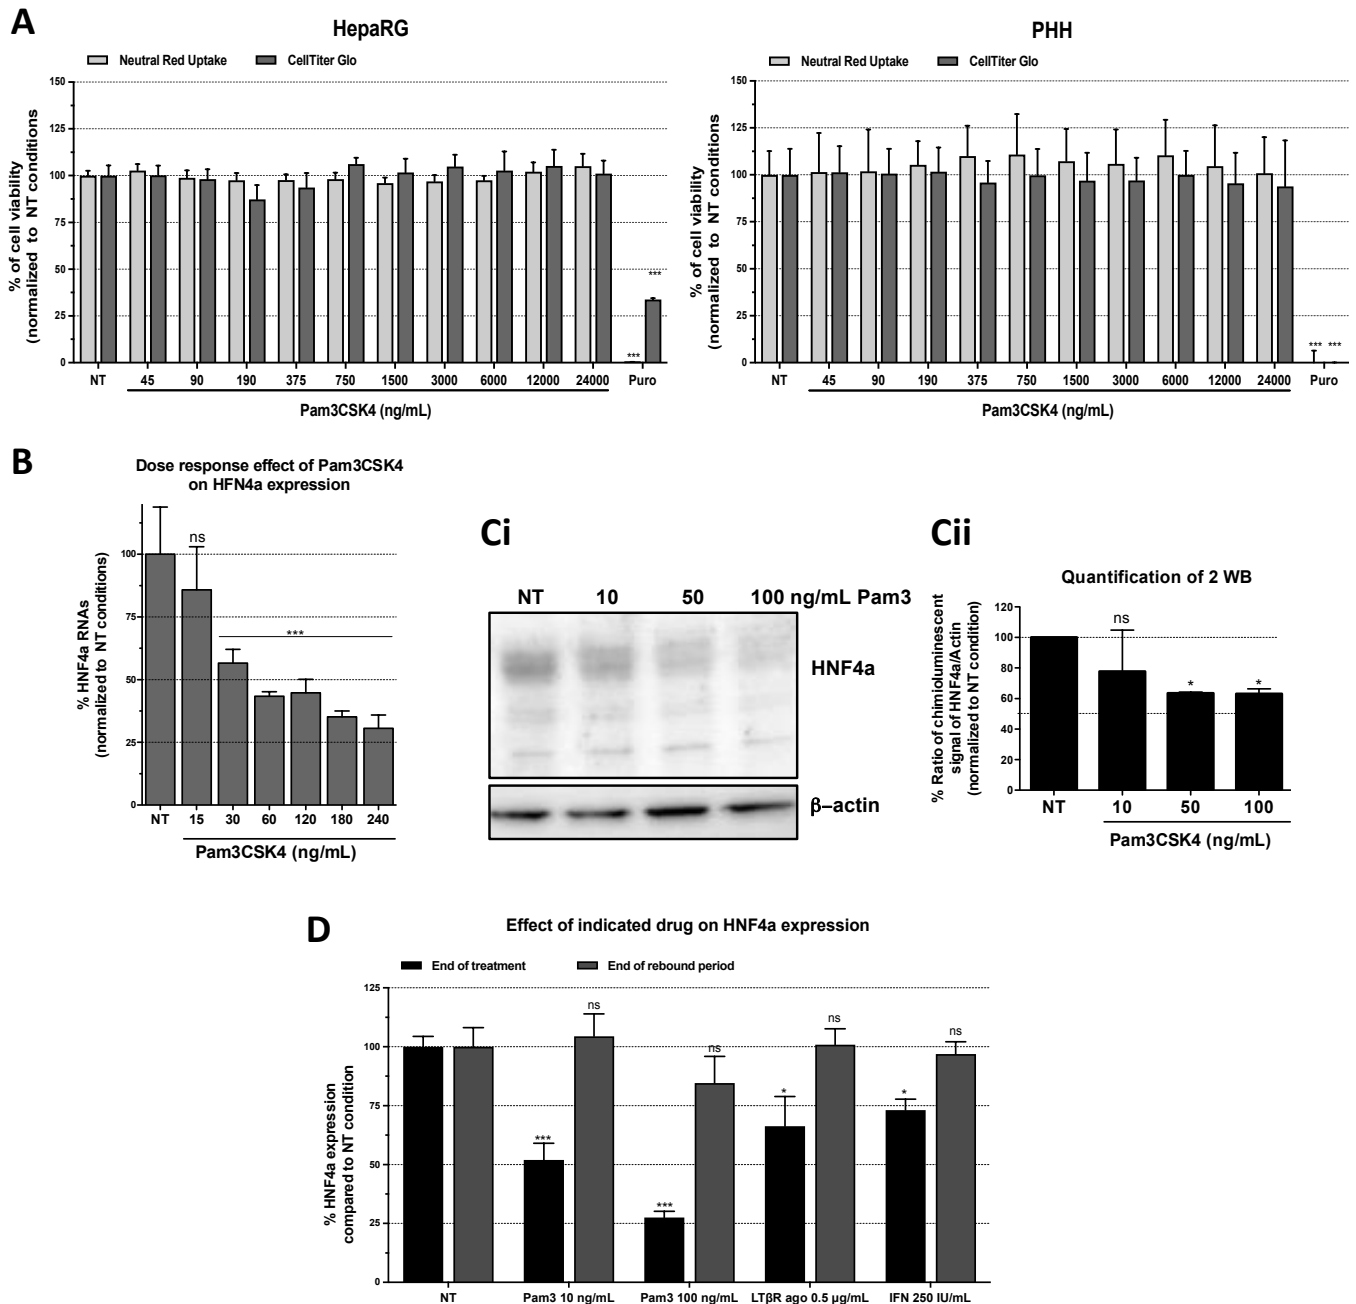 A
HepaRG
Neutral Red Uptake
CellTiter Glo
% of cell viability
(normalized to NT conditions)
150
125
100
75
50
25
0
***
***
NT 45 90 190 375 750 1500 3000 6000 12000 24000 Puro
Pam3CSK4 (ng/mL)
PHH
Neutral Red Uptake
CellTiter Glo
% of cell viability
(normalized to NT conditions)
150
125
100
75
50
25
0
*** ***
NT 45 90 190 375 750 1500 3000 6000 12000 24000 Puro
Pam3CSK4 (ng/mL)
B
Dose response effect of Pam3CSK4
on HFN4a expression
% HNF4a RNAs
(normalized to NT conditions)
100
75
50
25
0
ns
***
NT 15 30 60 120 180 240
Pam3CSK4 (ng/mL)
Ci
NT 10 50 100 ng/mL Pam3
HNF4a
β–actin
Cii
Quantification of 2 WB
% Ratio of chimioluminescent
signal of HNF4a/Actin
(normalized to NT condition)
120
100
80
60
40
20
0
ns
*
*
NT 10 50 100
Pam3CSK4 (ng/mL)
D
Effect of indicated drug on HNF4a expression
End of treatment
End of rebound period
% HNF4a expression
compared to NT condition
125
100
75
50
25
0
***
ns
***
ns
*
ns
*
ns
NT Pam3 10 ng/mL Pam3 100 ng/mL LTβR ago 0.5 µg/mL IFN 250 IU/mL